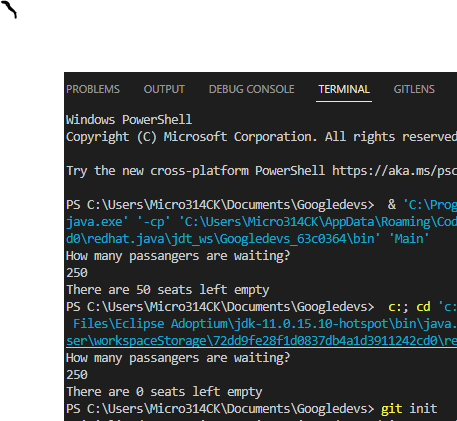 PROBLEMS OUTPUT DEBUG CONSOLE TERMINAL GITLENS
Windows PowerShell
Copyright (C) Microsoft Corporation. All rights reserved
Try the new cross-platform PowerShell https://aka.ms/psc
PS C:\Users\Micro314CK\Documents\Googledevs>  & 'C:\Prog
java.exe' '-cp' 'C:\Users\Micro314CK\AppData\Roaming\Cod
d0\redhat.java\jdt_ws\Googledevs_63c0364\bin' 'Main'
How many passangers are waiting?
250
There are 50 seats left empty
PS C:\Users\Micro314CK\Documents\Googledevs>  c:; cd 'c:
 Files\Eclipse Adoptium\jdk-11.0.15.10-hotspot\bin\java.
ser\workspaceStorage\72dd9fe28f1d0837db4a1d3911242cd0\re
How many passangers are waiting?
250
There are 0 seats left empty
PS C:\Users\Micro314CK\Documents\Googledevs> git init